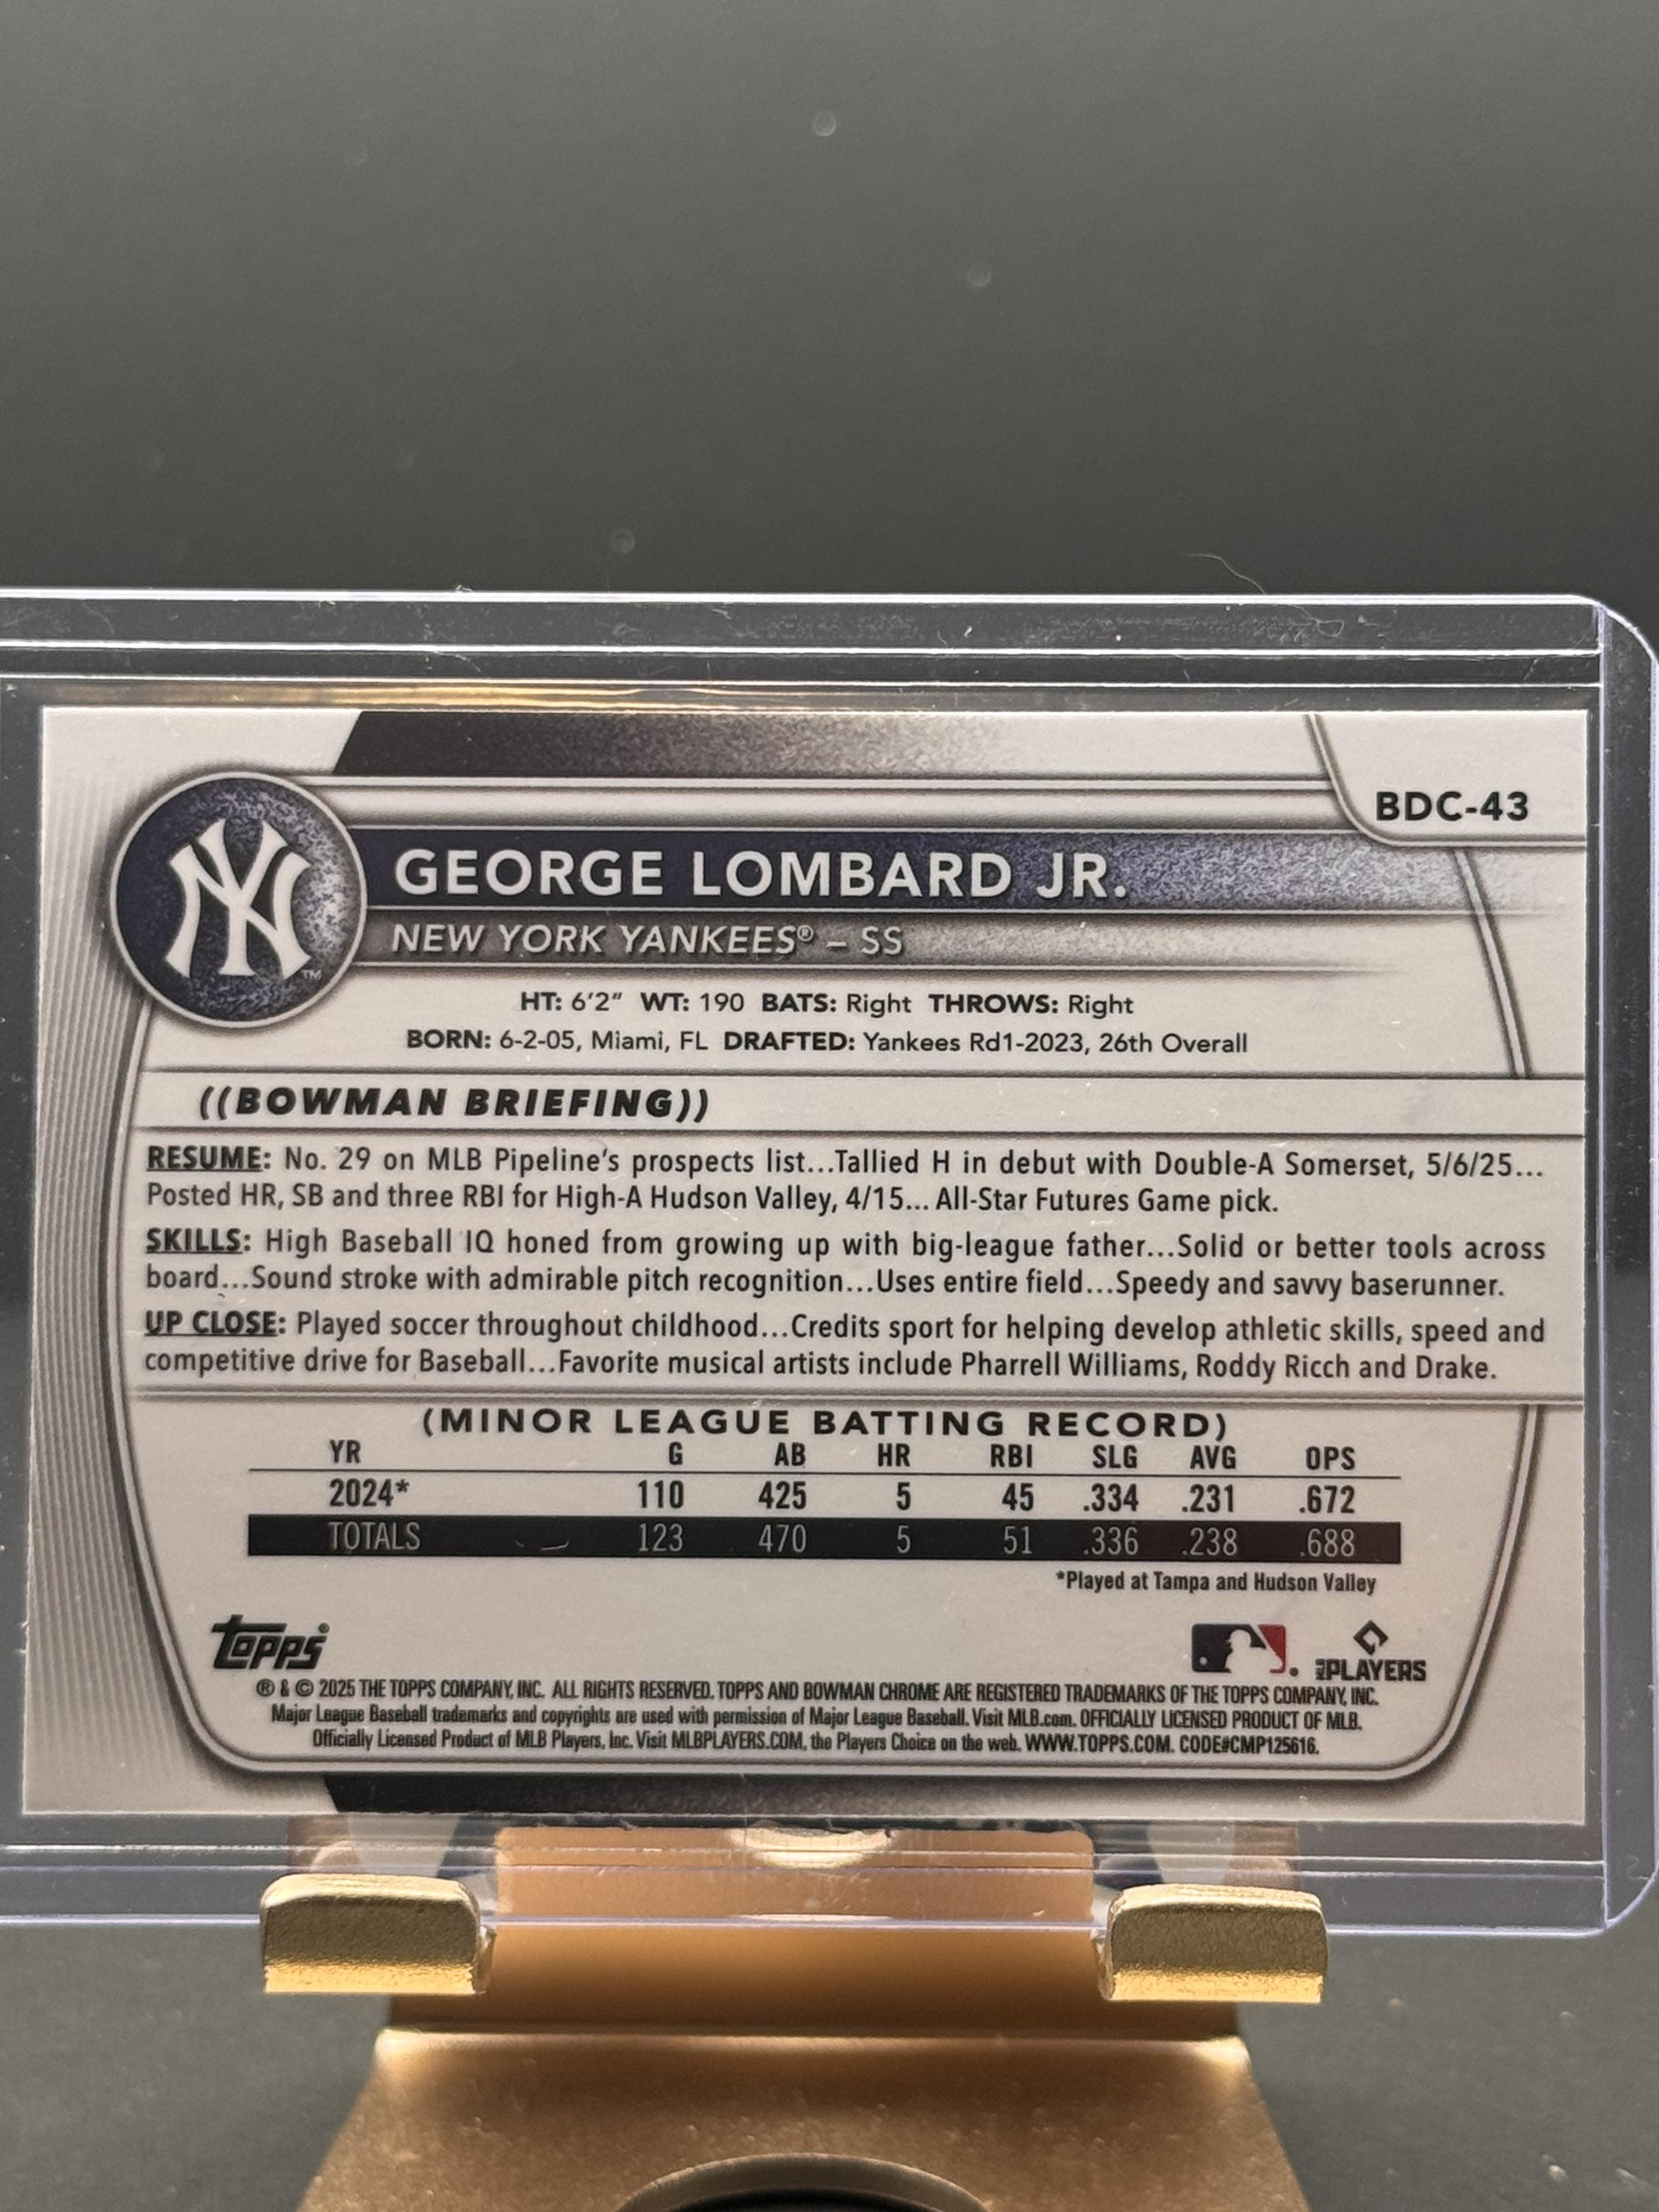 BDC-43
GEORGE LOMBARD JR.
NEW YORK YANKEES® – SS
NY
TM
HT: 6'2" WT: 190 BATS: Right THROWS: Right
BORN: 6-2-05, Miami, FL DRAFTED: Yankees Rd1-2023, 26th Overall
((BOWMAN BRIEFING))
RESUME: No. 29 on MLB Pipeline's prospects list...Tallied H in debut with Double-A Somerset, 5/6/25...
Posted HR, SB and three RBI for High-A Hudson Valley, 4/15... All-Star Futures Game pick.
SKILLS: High Baseball IQ honed from growing up with big-league father...Solid or better tools across
board...Sound stroke with admirable pitch recognition...Uses entire field...Speedy and savvy baserunner.
UP CLOSE: Played soccer throughout childhood...Credits sport for helping develop athletic skills, speed and
competitive drive for Baseball...Favorite musical artists include Pharrell Williams, Roddy Ricch and Drake.
(MINOR LEAGUE BATTING RECORD)
YR G AB HR RBI SLG AVG OPS
2024* 110 425 5 45 .334 .231 .672
TOTALS 123 470 5 51 .336 .238 .688
*Played at Tampa and Hudson Valley
topps
MLB PLAYERS
® & © 2025 THE TOPPS COMPANY, INC. ALL RIGHTS RESERVED. TOPPS AND BOWMAN CHROME ARE REGISTERED TRADEMARKS OF THE TOPPS COMPANY, INC.
Major League Baseball trademarks and copyrights are used with permission of Major League Baseball. Visit MLB.com. OFFICIALLY LICENSED PRODUCT OF MLB.
Officially Licensed Product of MLB Players, Inc. Visit MLBPLAYERS.COM, the Players Choice on the web. WWW.TOPPS.COM. CODE#CMP125616.